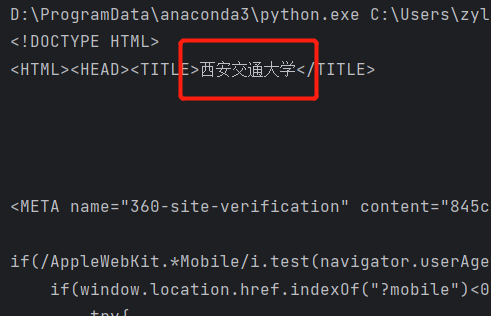 D:\ProgramData\anaconda3\python.exe C:\Users\zyl
<!DOCTYPE HTML>
<HTML><HEAD><TITLE>西安交通大学</TITLE>
<META name="360-site-verification" content="845c
if(/AppleWebKit.*Mobile/i.test(navigator.userAge
if(window.location.href.indexOf("?mobile")<0
try{